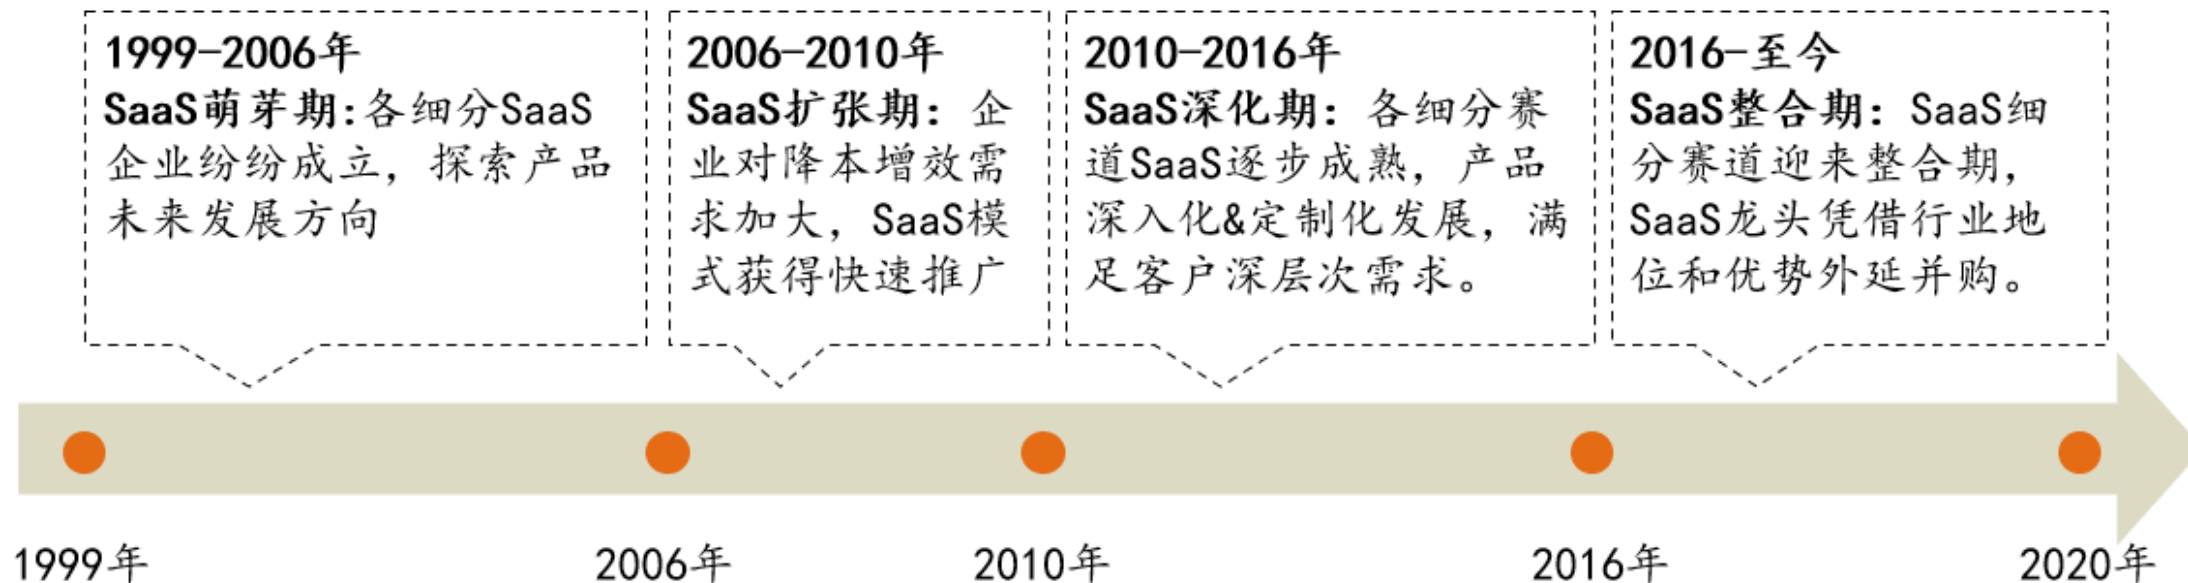 1999-2006年
SaaS萌芽期:各细分SaaS
企业纷纷成立，探索产品
未来发展方向
2006-2010年
SaaS扩张期：企
业对降本增效需
求加大，SaaS模
式获得快速推广
2010-2016年
SaaS深化期：各细分赛
道SaaS逐步成熟，产品
深入化&定制化发展，满
足客户深层次需求。
2016-至今
SaaS整合期：SaaS细
分赛道迎来整合期，
SaaS龙头凭借行业地
位和优势外延并购。
1999年
2006年
2010年
2016年
2020年